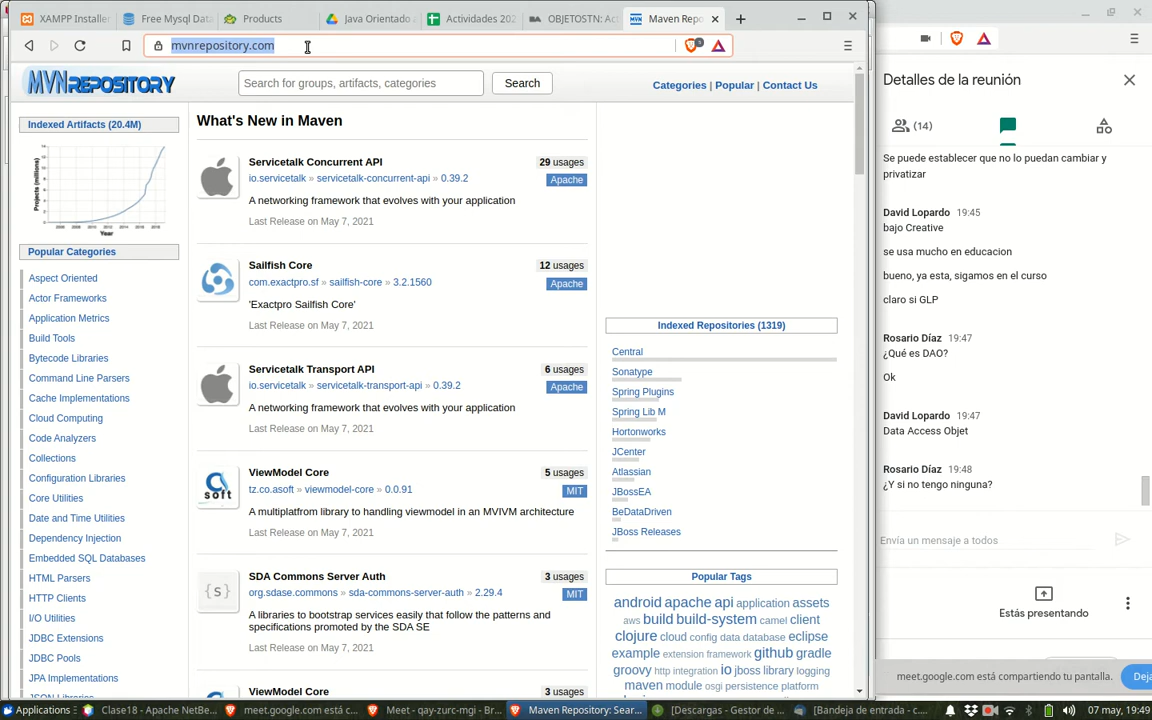 XAMPP Installer
Free Mysql Data
Products
Java Orientado
Actividades 202
OBJETOSTN: Act
Maven Repo
mvnrepository.com
MVNREPOSITORY
Search for groups, artifacts, categories
Search
Categories | Popular | Contact Us
Indexed Artifacts (20.4M)
Projects (millions)
Year
Popular Categories
Aspect Oriented
Actor Frameworks
Application Metrics
Build Tools
Bytecode Libraries
Command Line Parsers
Cache Implementations
Cloud Computing
Code Analyzers
Collections
Configuration Libraries
Core Utilities
Date and Time Utilities
Dependency Injection
Embedded SQL Databases
HTML Parsers
HTTP Clients
I/O Utilities
JDBC Extensions
JDBC Pools
JPA Implementations
JSON Libraries
What's New in Maven
Servicetalk Concurrent API
29 usages
io.servicetalk » servicetalk-concurrent-api » 0.39.2
Apache
A networking framework that evolves with your application
Last Release on May 7, 2021
Sailfish Core
12 usages
com.exactpro.sf » sailfish-core » 3.2.1560
Apache
'Exactpro Sailfish Core'
Last Release on May 7, 2021
Servicetalk Transport API
6 usages
io.servicetalk » servicetalk-transport-api » 0.39.2
Apache
A networking framework that evolves with your application
Last Release on May 7, 2021
ViewModel Core
5 usages
tz.co.asoft » viewmodel-core » 0.0.91
MIT
soft
A multiplatfrom library to handling viewmodel in an MVIVM architecture
Last Release on May 7, 2021
SDA Commons Server Auth
3 usages
org.sdase.commons » sda-commons-server-auth » 2.29.4
MIT
{s}
A libraries to bootstrap services easily that follow the patterns and
specifications promoted by the SDA SE
Last Release on May 7, 2021
ViewModel Core
3 usages
Indexed Repositories (1319)
Central
Sonatype
Spring Plugins
Spring Lib M
Hortonworks
JCenter
Atlassian
JBossEA
BeDataDriven
JBoss Releases
Popular Tags
android apache api application assets
aws build build-system camel client
clojure cloud config data database eclipse
example extension framework github gradle
groovy http integration io jboss library logging
maven module osgi persistence platform
Detalles de la reunión
(14)
Se puede establecer que no lo puedan cambiar y
privatizar
David Lopardo 19:45
bajo Creative
se usa mucho en educacion
bueno, ya esta, sigamos en el curso
claro si GLP
Rosario Díaz 19:47
¿Qué es DAO?
Ok
David Lopardo 19:47
Data Access Objet
Rosario Díaz 19:48
¿Y si no tengo ninguna?
Envía un mensaje a todos
Estás presentando
meet.google.com está compartiendo tu pantalla.
Deja
Applications
Clase18 - Apache NetBe...
meet.google.com está c...
Meet - qay-zurc-mgi - Br...
Maven Repository: Sear...
[Descargas - Gestor de ...
[Bandeja de entrada - c...
07 may, 19:49